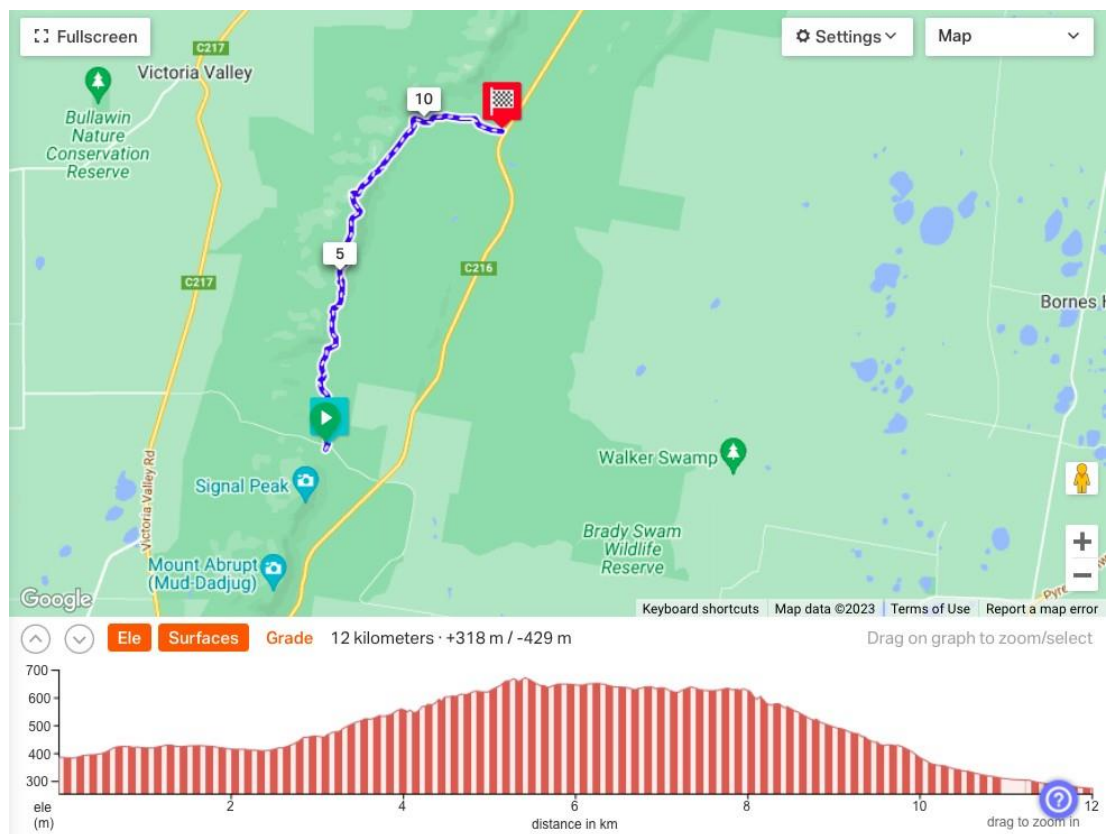 Fullscreen
Settings
Map
C217
Victoria Valley
Bullawin
Nature
Conservation
Reserve
10
5
C217
C216
Bornes H
Victoria Valley Rd
Signal Peak
Walker Swamp
Mount Abrupt
(Mud-Dadjug)
Brady Swam
Wildlife
Reserve
Google
Keyboard shortcuts
Map data ©2023
Terms of Use
Report a map error
Ele
Surfaces
Grade
12 kilometers · +318 m / -429 m
Drag on graph to zoom/select
700
600
500
400
300
ele
(m)
2
4
6
8
10
12
distance in km
drag to zoom in